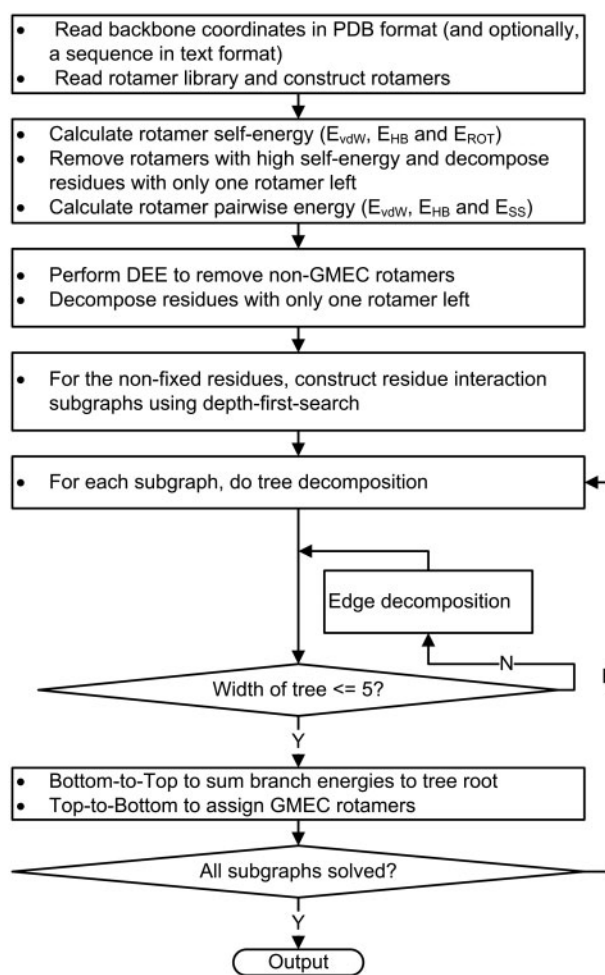 • Read backbone coordinates in PDB format (and optionally,
a sequence in text format)
• Read rotamer library and construct rotamers
• Calculate rotamer self-energy (EvdW, EHB and EROT)
• Remove rotamers with high self-energy and decompose
residues with only one rotamer left
• Calculate rotamer pairwise energy (EvdW, EHB and ESS)
• Perform DEE to remove non-GMEC rotamers
• Decompose residues with only one rotamer left
• For the non-fixed residues, construct residue interaction
subgraphs using depth-first-search
• For each subgraph, do tree decomposition
Edge decomposition
N
Width of tree <= 5?
Y
• Bottom-to-Top to sum branch energies to tree root
• Top-to-Bottom to assign GMEC rotamers
All subgraphs solved?
Y
Output